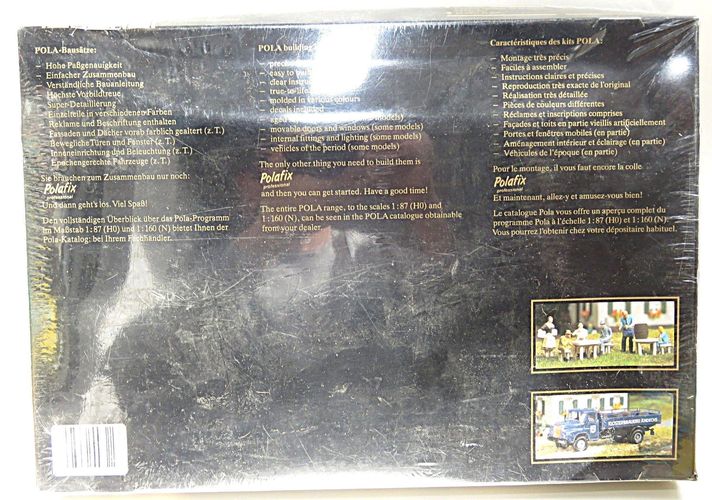 POLA-Bausätze:
– Hohe Paßgenauigkeit
– Einfacher Zusammenbau
– Verständliche Bauanleitung
– Höchste Vorbildtreue
– Super-Detaillierung
– Einzelteile in verschiedenen Farben
– Reklame und Beschriftung enthalten
– Fassaden und Dächer vorab farblich gealtert (z. T.)
– Bewegliche Türen und Fenster (z. T.)
– Inneneinrichtung und Beleuchtung (z. T.)
– Epochengerechte Fahrzeuge (z. T.)
Sie brauchen zum Zusammenbau nur noch:
Polafix
professional
Und dann geht's los. Viel Spaß!
Den vollständigen Überblick über das Pola-Programm
im Maßstab 1:87 (H0) und 1:160 (N) bietet Ihnen der
Pola-Katalog: bei Ihrem Fachhändler.
POLA building
– precise
– easy to build
– clear instructions
– true-to-life
– molded in various colours
– decals included
– aged models)
– movable doors and windows (some models)
– internal fittings and lighting (some models)
– vehicles of the period (some models)
The only other thing you need to build them is
Polafix
professional
and then you can get started. Have a good time!
The entire POLA range, to the scales 1:87 (H0) and
1:160 (N), can be seen in the POLA catalogue obtainable
from your dealer.
Caractéristiques des kits POLA:
– Montage très précis
– Faciles à assembler
– Instructions claires et précises
– Reproduction très exacte de l'original
– Réalisation très détaillée
– Pièces de couleurs différentes
– Réclames et inscriptions comprises
– Façades et toits en partie vieillis artificiellement
– Portes et fenêtres mobiles (en partie)
– Aménagement intérieur et éclairage (en partie)
– Véhicules de l'époque (en partie)
Pour le montage, il vous faut encore la colle
Polafix
professional
Et maintenant, allez-y et amusez-vous bien!
Le catalogue Pola vous offre un aperçu complet du
programme Pola à l'échelle 1:87 (H0) et 1:160 (N).
Vous pourrez l'obtenir chez votre dépositaire habituel.
KLOSTERBRAUEREI ANDECHS